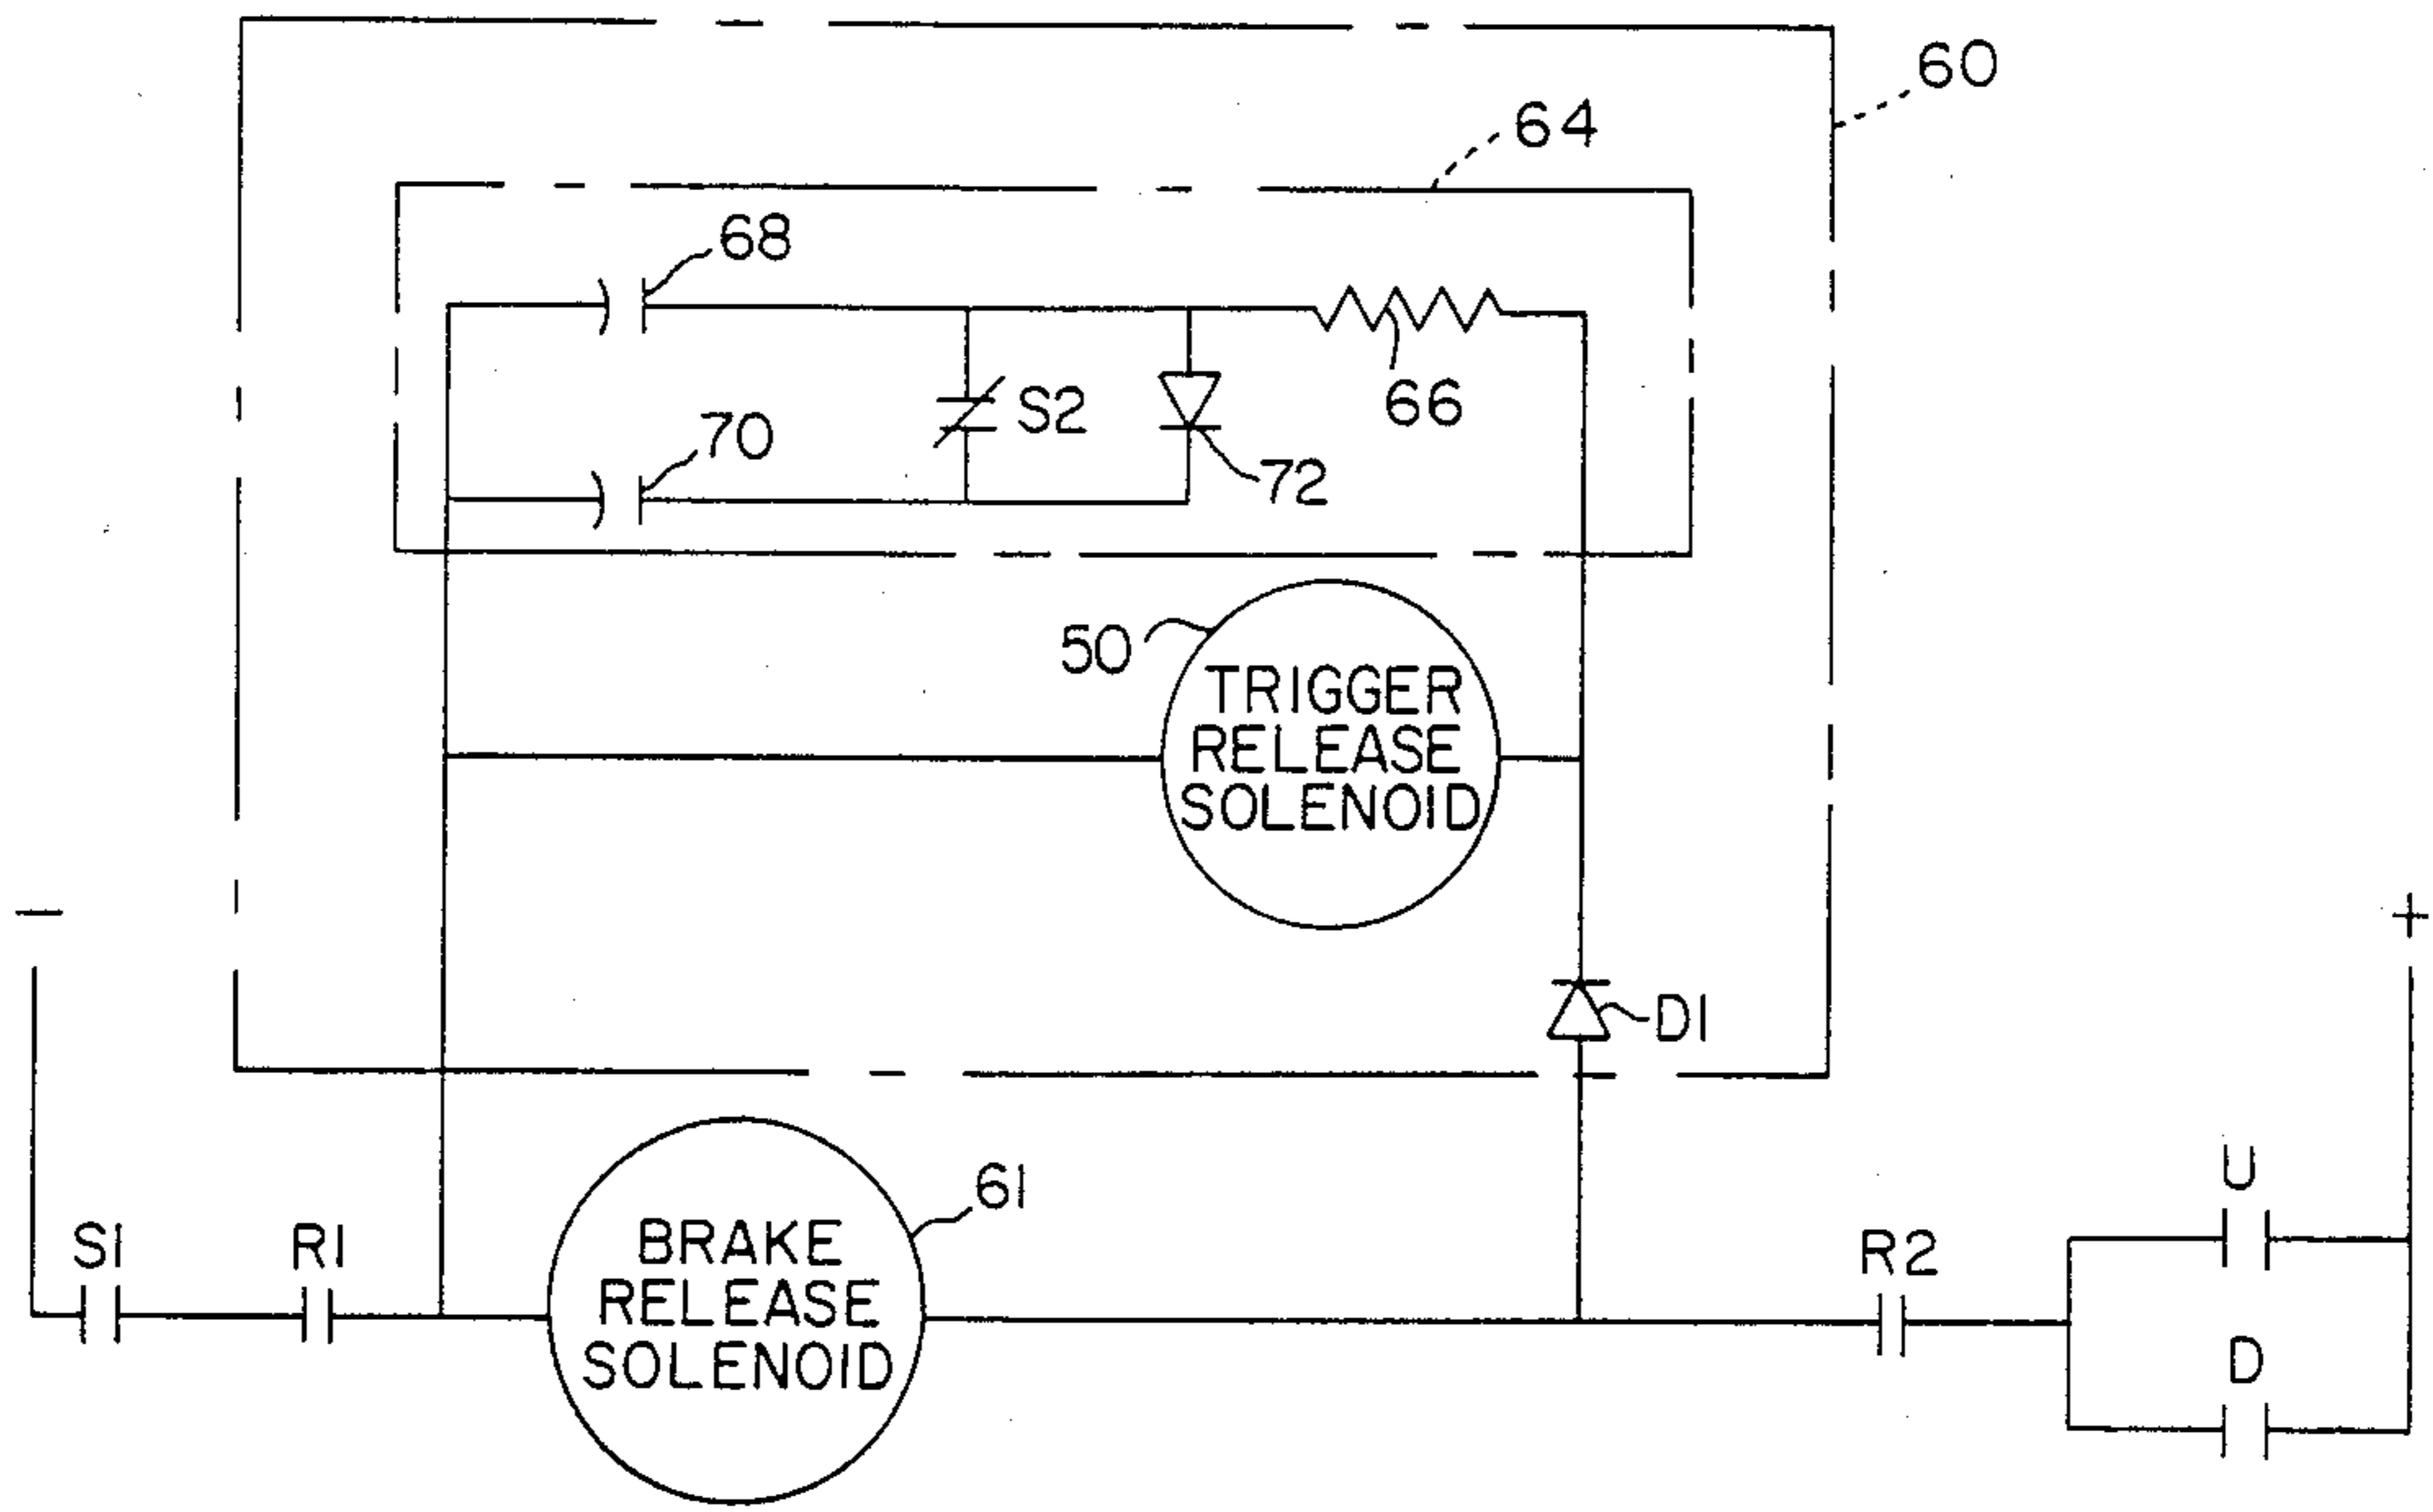 60
64
68
S2
66
70
72
50
TRIGGER
RELEASE
SOLENOID
−
+
D1
61
U
S1
R1
BRAKE
RELEASE
SOLENOID
R2
D